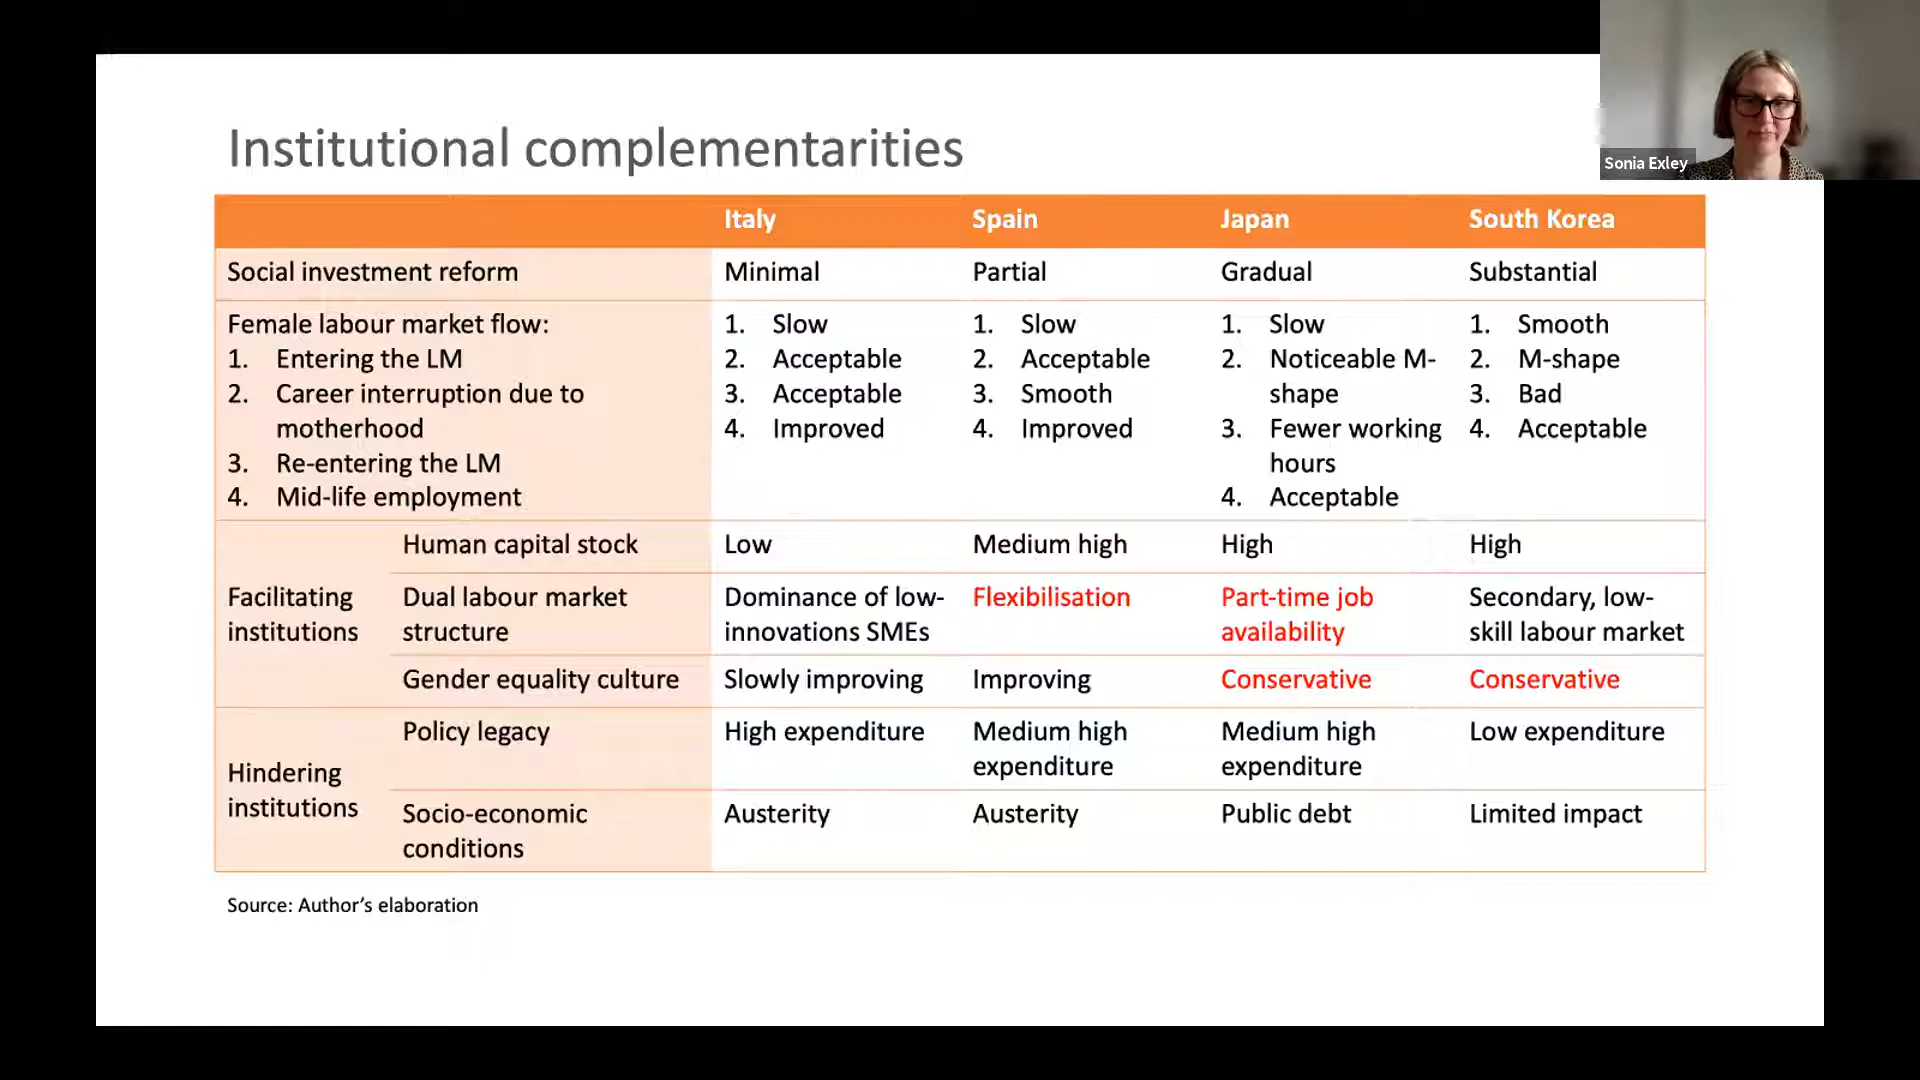 Institutional complementarities
Sonia Exley
Italy Spain Japan South Korea
Social investment reform Minimal Partial Gradual Substantial
Female labour market flow:
1. Entering the LM
2. Career interruption due to
motherhood
3. Re-entering the LM
4. Mid-life employment
1. Slow
2. Acceptable
3. Acceptable
4. Improved
1. Slow
2. Acceptable
3. Smooth
4. Improved
1. Slow
2. Noticeable M-
shape
3. Fewer working
hours
4. Acceptable
1. Smooth
2. M-shape
3. Bad
4. Acceptable
Facilitating
institutions
Human capital stock Low Medium high High High
Dual labour market
structure
Dominance of low-
innovations SMEs
Flexibilisation
Part-time job
availability
Secondary, low-
skill labour market
Gender equality culture Slowly improving Improving Conservative Conservative
Hindering
institutions
Policy legacy
High expenditure
Medium high
expenditure
Medium high
expenditure
Low expenditure
Socio-economic
conditions
Austerity Austerity Public debt Limited impact
Source: Author's elaboration